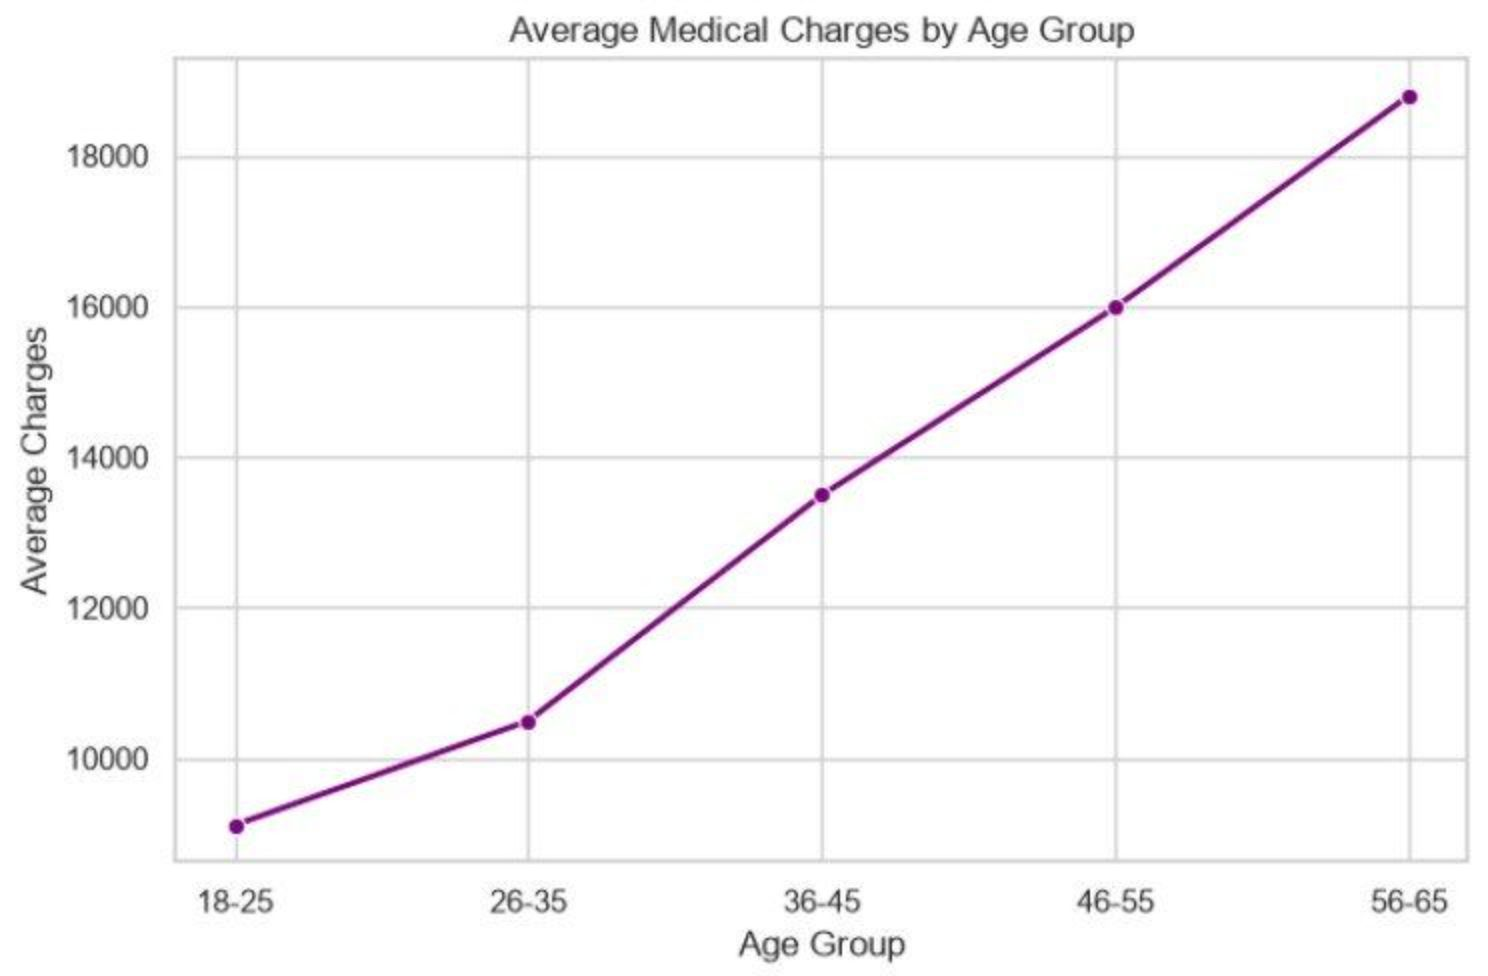 Average Medical Charges by Age Group
18000
16000
14000
12000
10000
Average Charges
18-25 26-35 36-45 46-55 56-65
Age Group